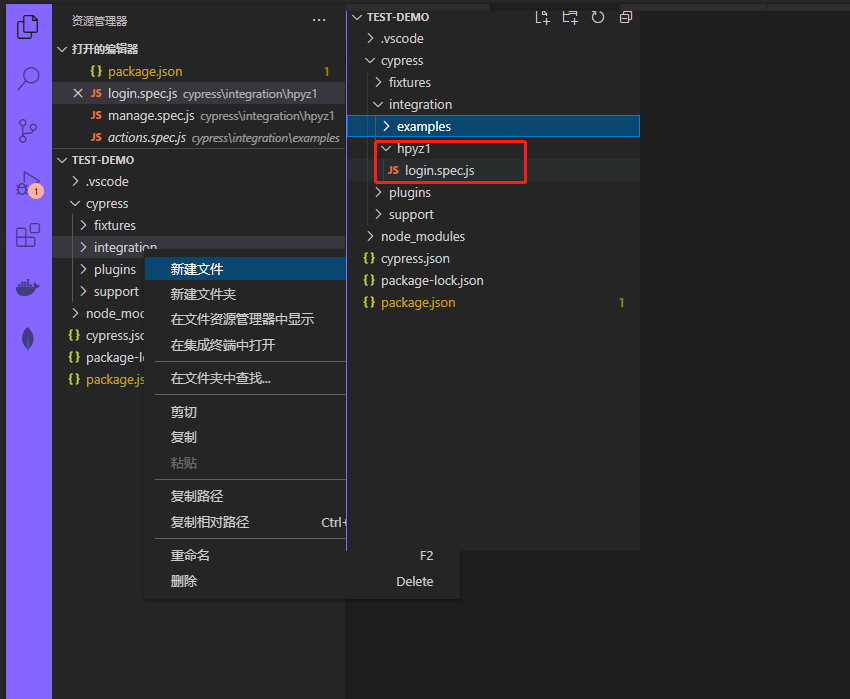 资源管理器
打开的编辑器
{} package.json 1
JS login.spec.js cypress\integration\hpyz1
JS manage.spec.js cypress\integration\hpyz1
JS actions.spec.js cypress\integration\examples
TEST-DEMO
.vscode
cypress
fixtures
integration
plugins
support
node_moc
{} cypress.jsc
{} package-l
{} package.js
1
新建文件
新建文件夹
在文件资源管理器中显示
在集成终端中打开
在文件夹中查找...
剪切
复制
粘贴
复制路径
复制相对路径 Ctrl+
重命名 F2
删除 Delete
TEST-DEMO
.vscode
cypress
fixtures
integration
examples
hpyz1
JS login.spec.js
plugins
support
node_modules
{} cypress.json
{} package-lock.json
{} package.json 1